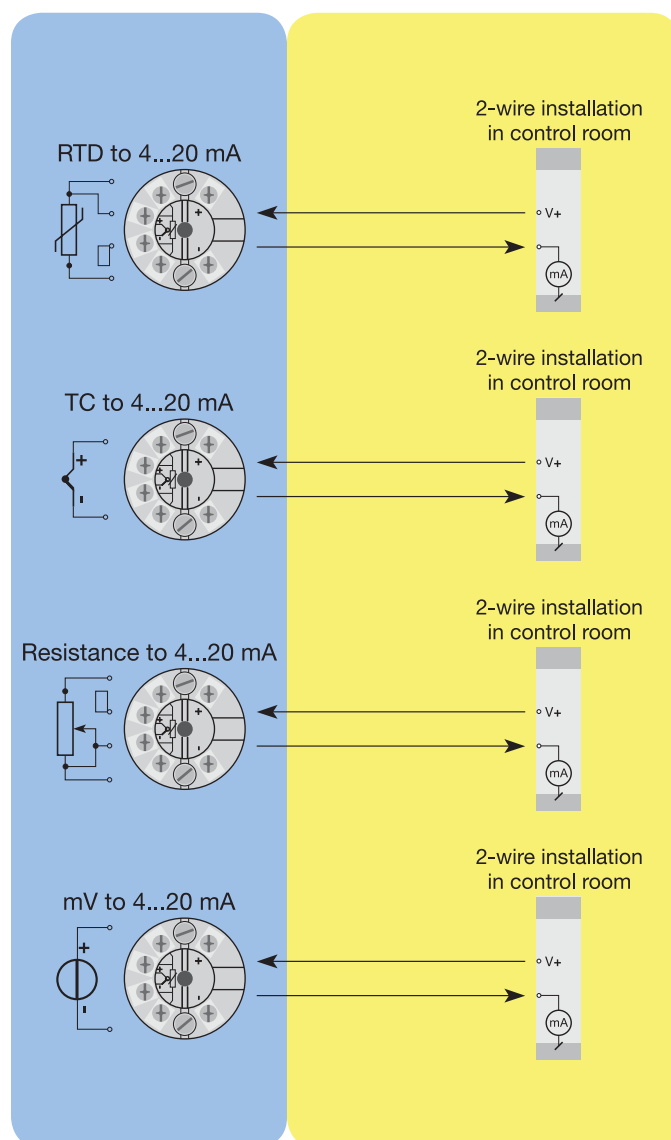 2-wire installation
in control room
RTD to 4...20 mA
+
-
V+
mA
2-wire installation
in control room
TC to 4...20 mA
+
-
+
-
V+
mA
2-wire installation
in control room
Resistance to 4...20 mA
+
-
V+
mA
2-wire installation
in control room
mV to 4...20 mA
+
-
+
-
V+
mA